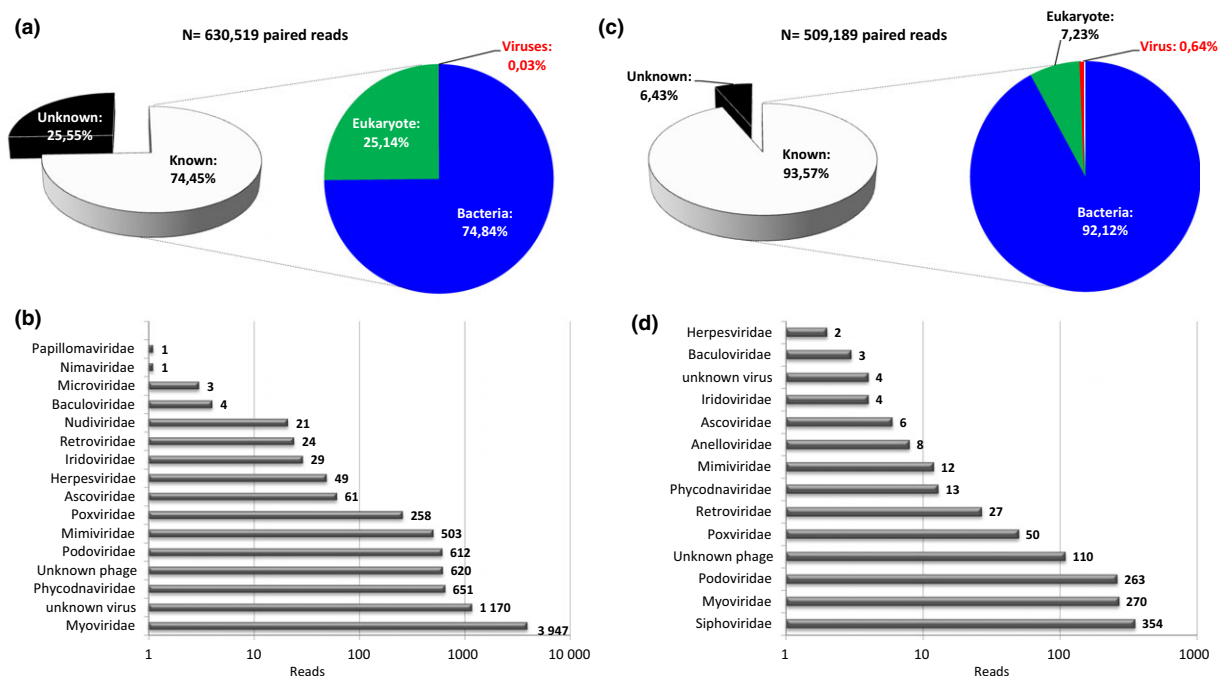 (a)
N= 630,519 paired reads
Viruses:
0,03%
Unknown:
25,55%
Known:
74,45%
Eukaryote:
25,14%
Bacteria:
74,84%
(c)
N= 509,189 paired reads
Eukaryote:
7,23%
Virus: 0,64%
Unknown:
6,43%
Known:
93,57%
Bacteria:
92,12%
(b)
Papillomaviridae 1
Nimaviridae 1
Microviridae 3
Baculoviridae 4
Nudiviridae 21
Retroviridae 24
Iridoviridae 29
Herpesviridae 49
Ascoviridae 61
Poxviridae 258
Mimiviridae 503
Podoviridae 612
Unknown phage 620
Phycodnaviridae 651
unknown virus 1 170
Myoviridae 3 947
1 10 100 1000 10 000
Reads
(d)
Herpesviridae 2
Baculoviridae 3
unknown virus 4
Iridoviridae 4
Ascoviridae 6
Anelloviridae 8
Mimiviridae 12
Phycodnaviridae 13
Retroviridae 27
Poxviridae 50
Unknown phage 110
Podoviridae 263
Myoviridae 270
Siphoviridae 354
1 10 100 1000
Reads